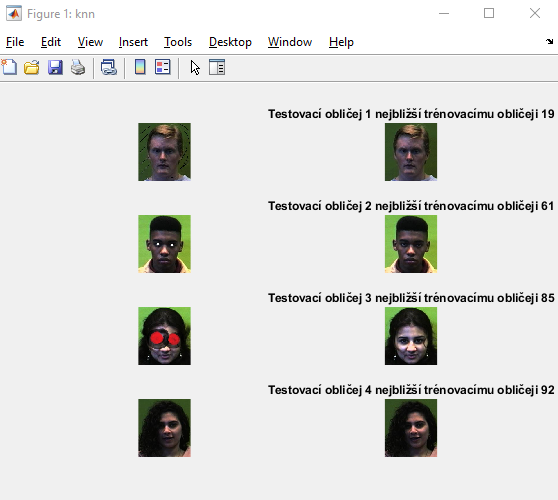 Figure 1: knn
File Edit View Insert Tools Desktop Window Help
Testovací obličej 1 nejbližší trénovacímu obličeji 19
Testovací obličej 2 nejbližší trénovacímu obličeji 61
Testovací obličej 3 nejbližší trénovacímu obličeji 85
Testovací obličej 4 nejbližší trénovacímu obličeji 92